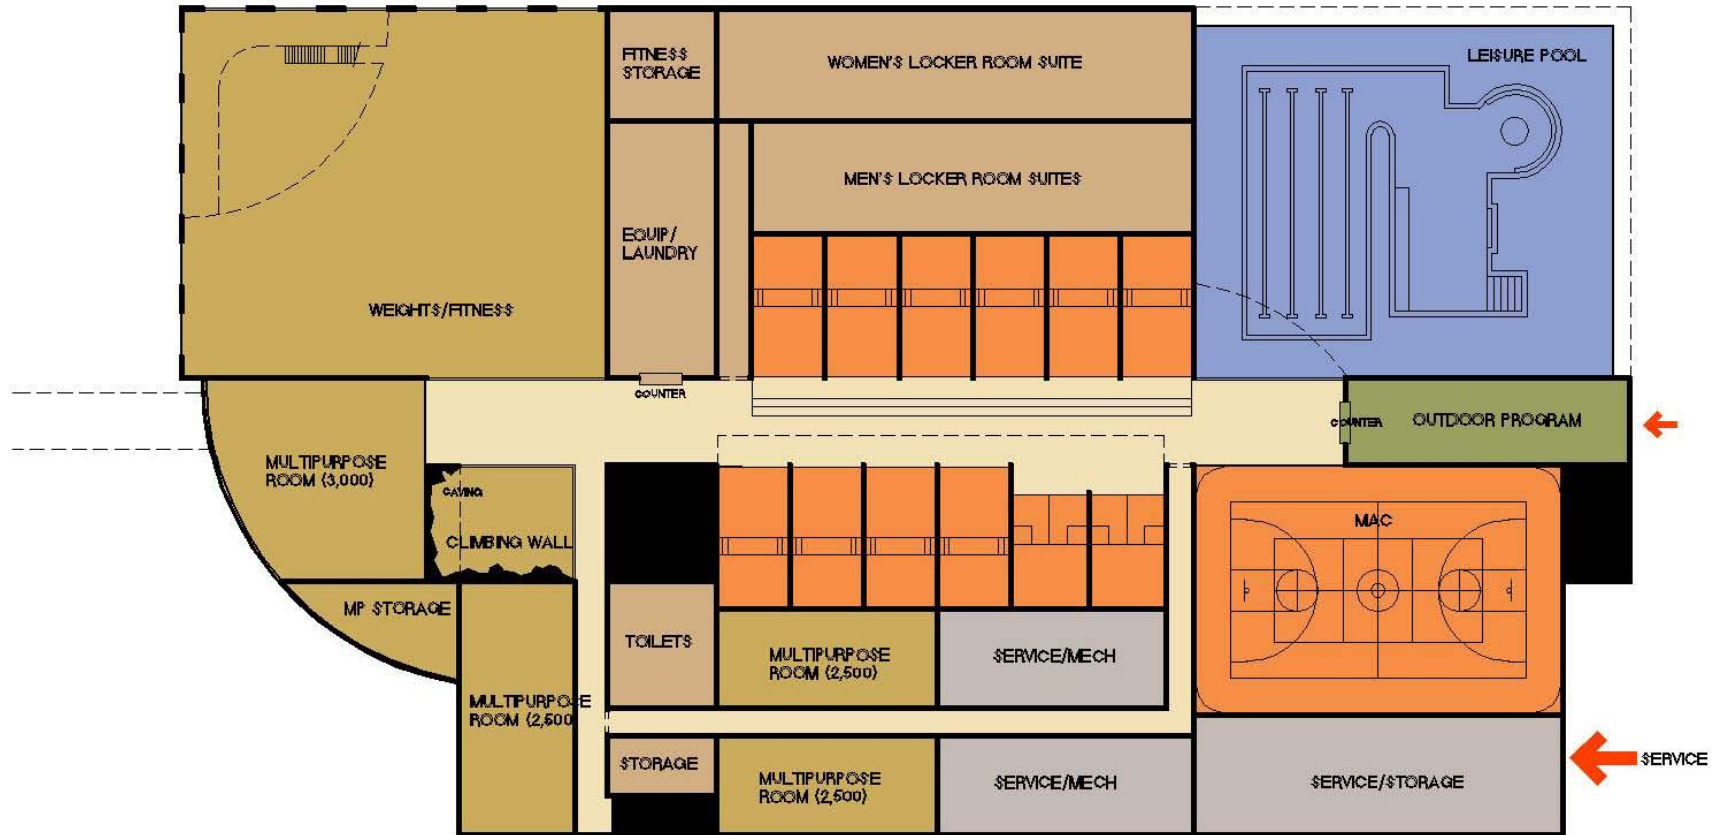 FITNESS
STORAGE
WOMEN'S LOCKER ROOM SUITE
LEISURE POOL
MEN'S LOCKER ROOM SUITES
EQUIP/
LAUNDRY
WEIGHTS/FITNESS
COUNTER
COUNTER
OUTDOOR PROGRAM
MULTIPURPOSE
ROOM (3,000)
CAVING
CLIMBING WALL
MAC
MP STORAGE
TOILETS
MULTIPURPOSE
ROOM (2,500)
SERVICE/MECH
MULTIPURPOSE
ROOM (2,500
STORAGE
MULTIPURPOSE
ROOM (2,500)
SERVICE/MECH
SERVICE/STORAGE
SERVICE